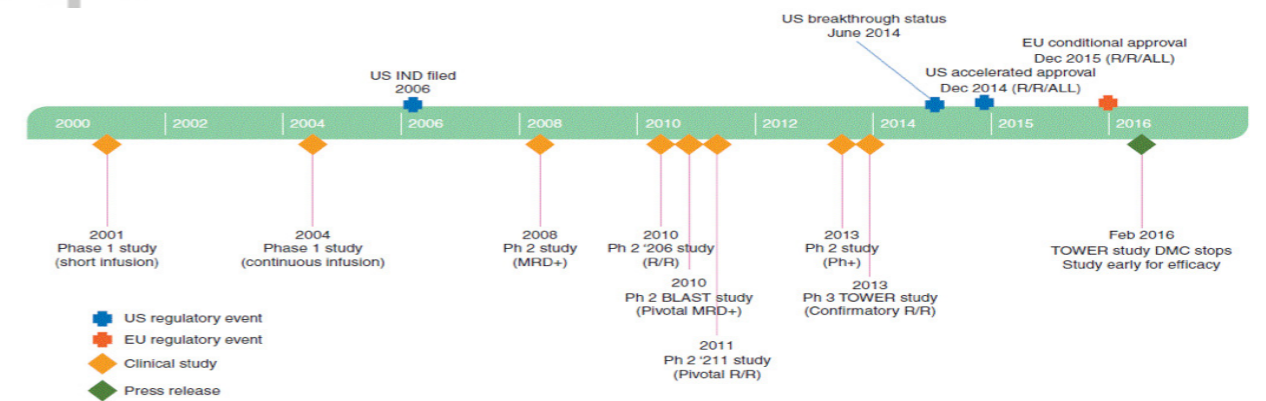 US breakthrough status
June 2014
EU conditional approval
Dec 2015 (R/R/ALL)
US IND filed
2006
US accelerated approval
Dec 2014 (R/R/ALL)
2000
2002
2004
2006
2008
2010
2012
2014
2015
2016
2001
Phase 1 study
(short infusion)
2004
Phase 1 study
(continuous infusion)
2008
Ph 2 study
(MRD+)
2010
Ph 2 '206 study
(R/R)
2010
Ph 2 BLAST study
(Pivotal MRD+)
2011
Ph 2 '211 study
(Pivotal R/R)
2013
Ph 2 study
(Ph+)
2013
Ph 3 TOWER study
(Confirmatory R/R)
Feb 2016
TOWER study DMC stops
Study early for efficacy
US regulatory event
EU regulatory event
Clinical study
Press release